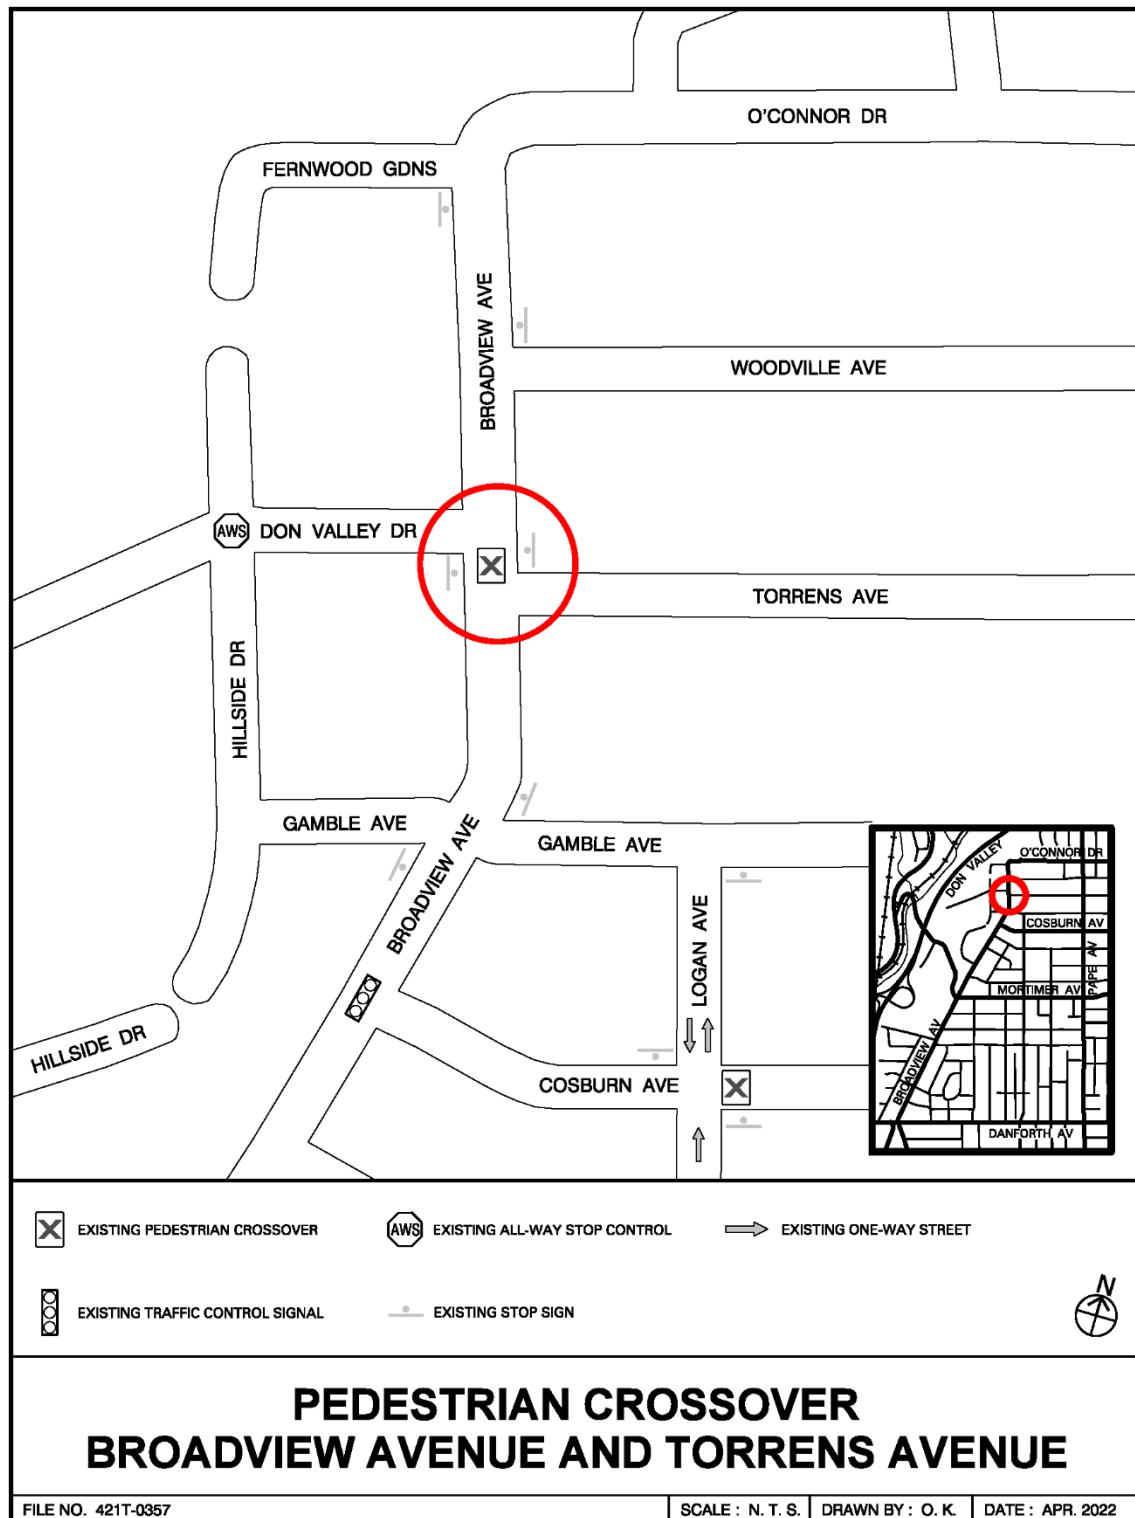 O'CONNOR DR
FERNWOOD GDNS
BROADVIEW AVE
WOODVILLE AVE
AWS
DON VALLEY DR
X
TORRENS AVE
HILLSIDE DR
GAMBLE AVE
BROADVIEW AVE
GAMBLE AVE
LOGAN AVE
HILLSIDE DR
COSBURN AVE
X
O'CONNOR DR
DON VALLEY
COSBURN AV
PAPE AV
MORTIMER AV
BROADVIEW AV
DANFORTH AV
X EXISTING PEDESTRIAN CROSSOVER
AWS EXISTING ALL-WAY STOP CONTROL
EXISTING ONE-WAY STREET
EXISTING TRAFFIC CONTROL SIGNAL
EXISTING STOP SIGN
N
PEDESTRIAN CROSSOVER
BROADVIEW AVENUE AND TORRENS AVENUE
FILE NO. 421T-0357
SCALE : N. T. S.
DRAWN BY : O. K.
DATE : APR. 2022